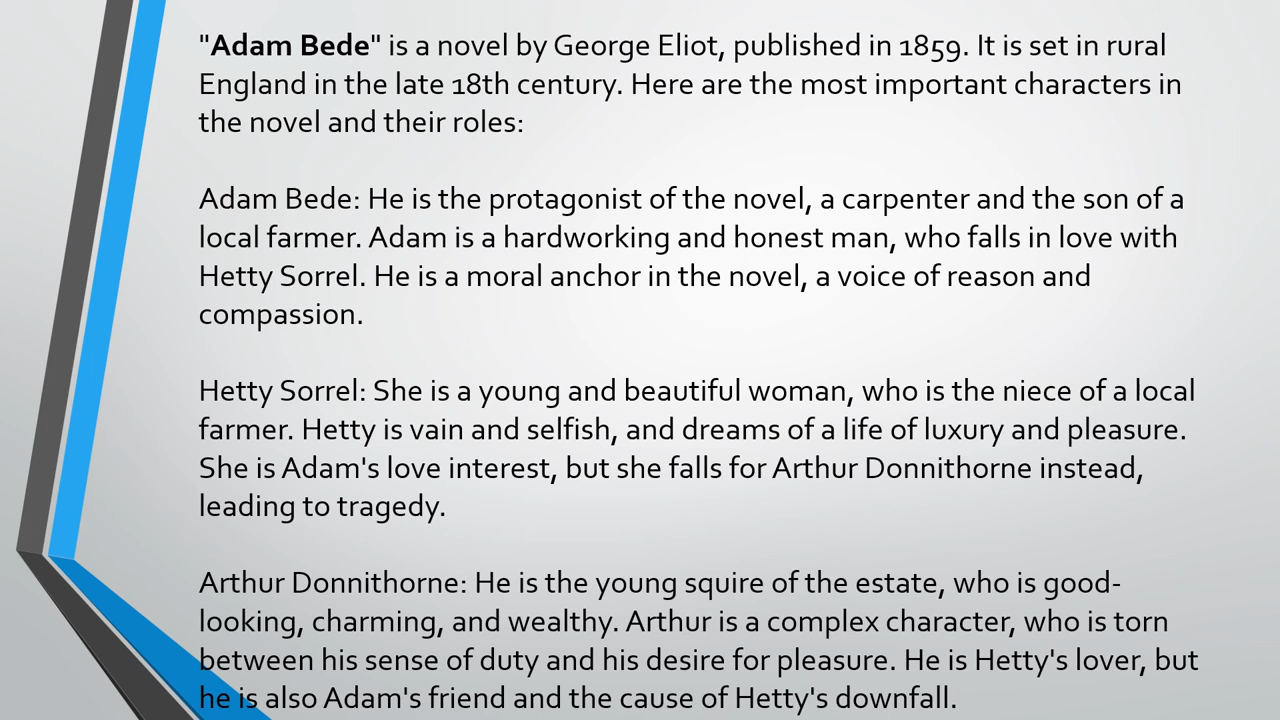 "Adam Bede" is a novel by George Eliot, published in 1859. It is set in rural
England in the late 18th century. Here are the most important characters in
the novel and their roles:
Adam Bede: He is the protagonist of the novel, a carpenter and the son of a
local farmer. Adam is a hardworking and honest man, who falls in love with
Hetty Sorrel. He is a moral anchor in the novel, a voice of reason and
compassion.
Hetty Sorrel: She is a young and beautiful woman, who is the niece of a local
farmer. Hetty is vain and selfish, and dreams of a life of luxury and pleasure.
She is Adam's love interest, but she falls for Arthur Donnithorne instead,
leading to tragedy.
Arthur Donnithorne: He is the young squire of the estate, who is good-
looking, charming, and wealthy. Arthur is a complex character, who is torn
between his sense of duty and his desire for pleasure. He is Hetty's lover, but
he is also Adam's friend and the cause of Hetty's downfall.